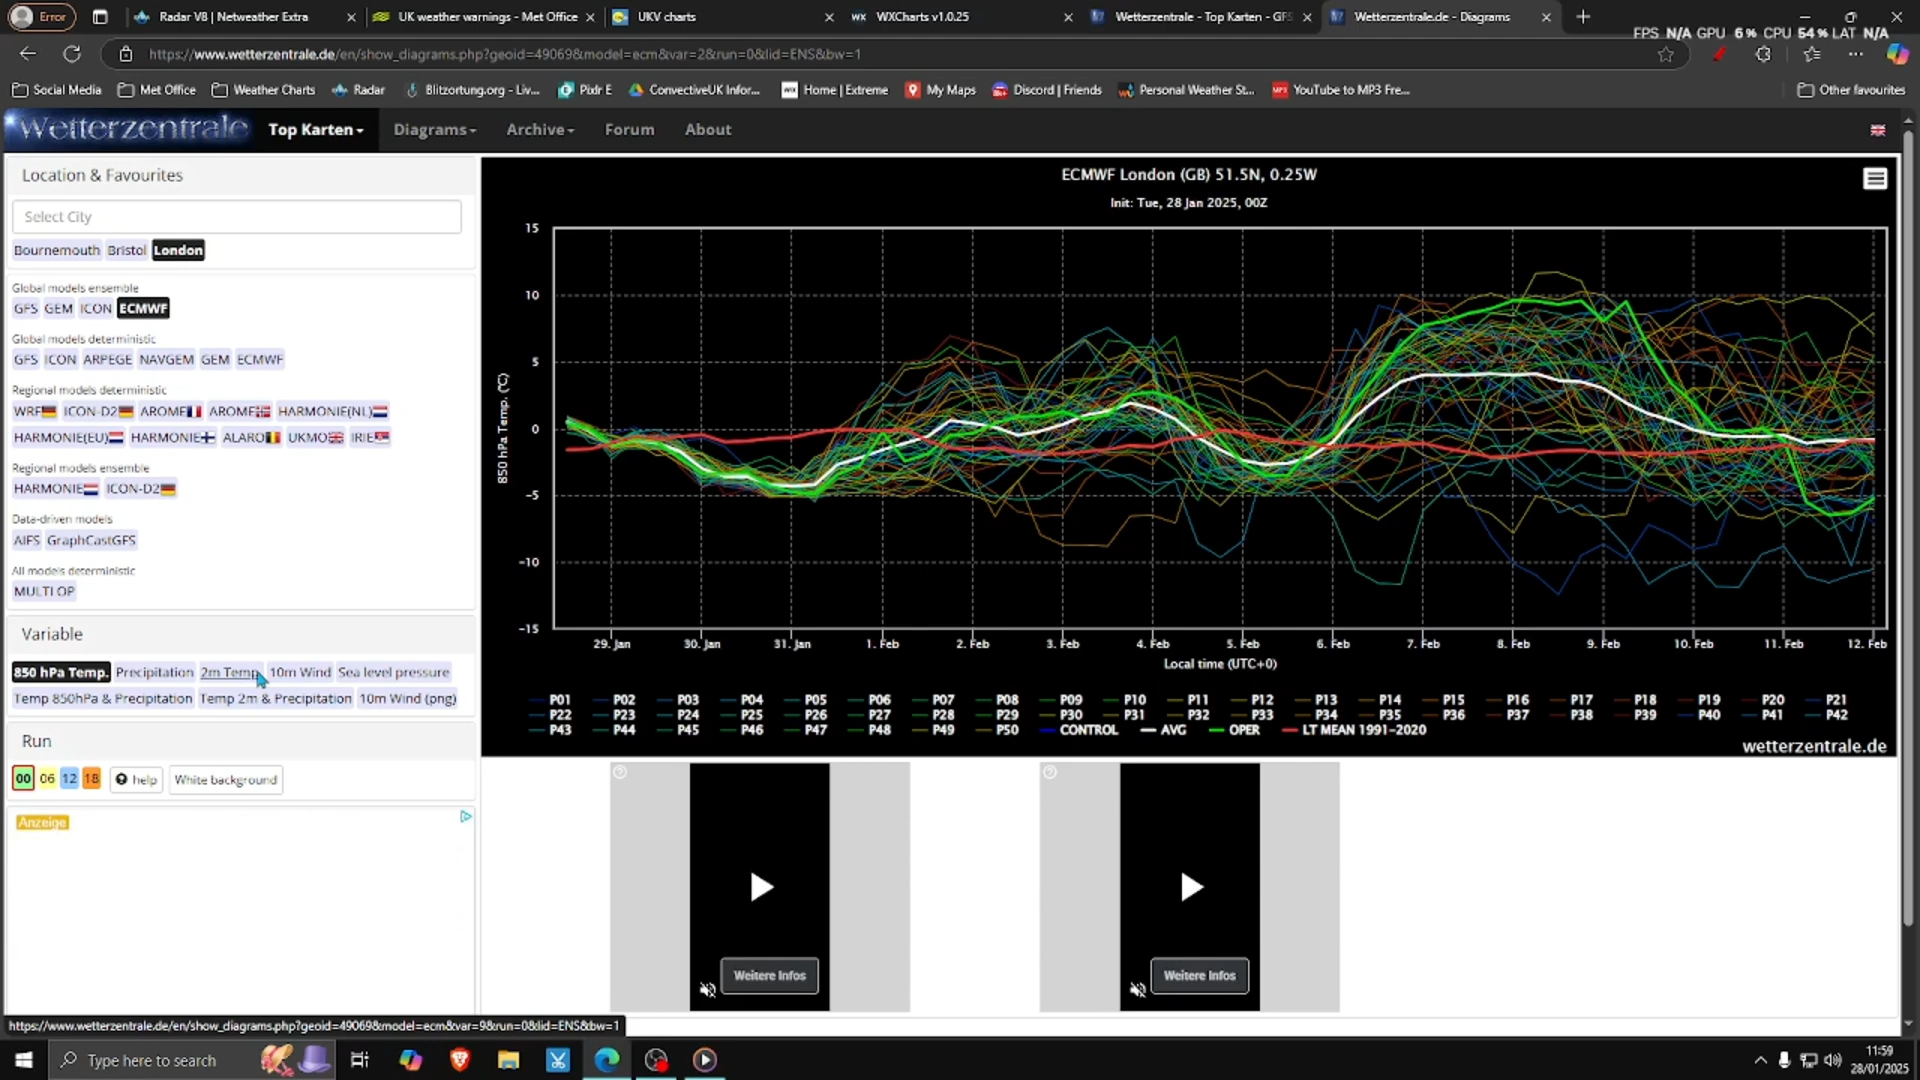 Error
Radar V8 | Netweather Extra
UK weather warnings - Met Office
UKV charts
WXCharts v1.0.25
Wetterzentrale - Top Karten - GFS
Wetterzentrale.de - Diagrams
FPS N/A GPU 6 % CPU 54 % LAT N/A
https://www.wetterzentrale.de/en/show_diagrams.php?geoid=49069&model=ecm&var=2&run=0&lid=ENS&bw=1
Social Media
Met Office
Weather Charts
Radar
Blitzortung.org - Liv...
Pixlr E
ConvectiveUK Infor...
Home | Extreme
My Maps
Discord | Friends
Personal Weather St...
YouTube to MP3 Fre...
Other favourites
Wetterzentrale
Top Karten
Diagrams
Archive
Forum
About
Location & Favourites
Select City
Bournemouth Bristol London
Global models ensemble
GFS GEM ICON ECMWF
Global models deterministic
GFS ICON ARPEGE NAVGEM GEM ECMWF
Regional models deterministic
WRF ICON-D2 AROME AROME HARMONIE(NL)
HARMONIE(EU) HARMONIE ALARO UKMO IRIE
Regional models ensemble
HARMONIE ICON-D2
Data-driven models
AIFS GraphCastGFS
All models deterministic
MULTI OP
Variable
850 hPa Temp. Precipitation 2m Temp. 10m Wind Sea level pressure
Temp 850hPa & Precipitation Temp 2m & Precipitation 10m Wind (png)
Run
00 06 12 18 help White background
Anzeige
ECMWF London (GB) 51.5N, 0.25W
Init: Tue, 28 Jan 2025, 00Z
850 hPa Temp. (°C)
15
10
5
0
-5
-10
-15
29. Jan 30. Jan 31. Jan 1. Feb 2. Feb 3. Feb 4. Feb 5. Feb 6. Feb 7. Feb 8. Feb 9. Feb 10. Feb 11. Feb 12. Feb
Local time (UTC+0)
P01 P02 P03 P04 P05 P06 P07 P08 P09 P10 P11 P12 P13 P14 P15 P16 P17 P18 P19 P20 P21
P22 P23 P24 P25 P26 P27 P28 P29 P30 P31 P32 P33 P34 P35 P36 P37 P38 P39 P40 P41 P42
P43 P44 P45 P46 P47 P48 P49 P50 CONTROL AVG OPER LT MEAN 1991-2020
wetterzentrale.de
Weitere Infos
Weitere Infos
https://www.wetterzentrale.de/en/show_diagrams.php?geoid=49069&model=ecm&var=9&run=0&lid=ENS&bw=1
Type here to search
11:59
28/01/2025